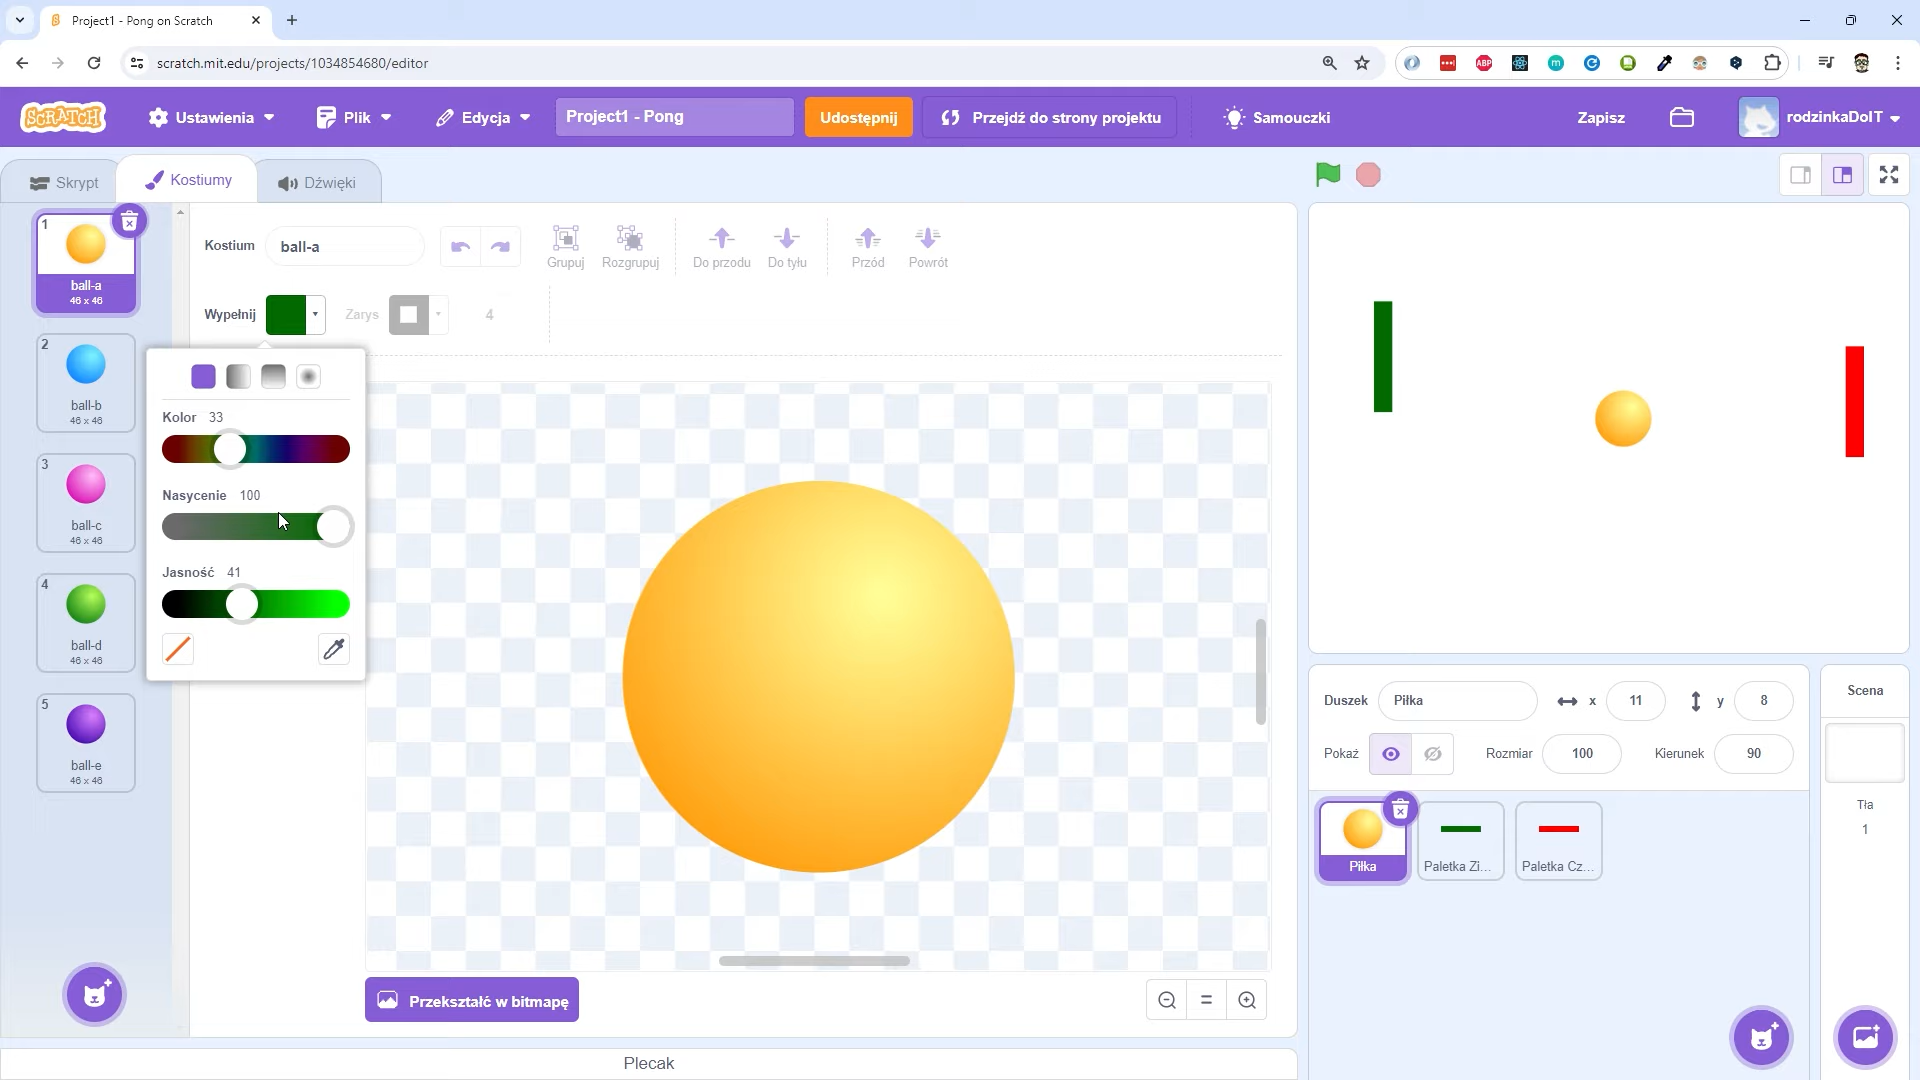 Project1 - Pong on Scratch
scratch.mit.edu/projects/1034854680/editor
ABP
SCRATCH
Ustawienia
Plik
Edycja
Project1 - Pong
Udostępnij
Przejdź do strony projektu
Samouczki
Zapisz
rodzinkaDoIT
Skrypt
Kostiumy
Dźwięki
1
ball-a
46 x 46
2
ball-b
46 x 46
3
ball-c
46 x 46
4
ball-d
46 x 46
5
ball-e
46 x 46
Kostium
ball-a
Grupuj
Rozgrupuj
Do przodu
Do tyłu
Przód
Powrót
Wypełnij
Zarys
4
Kolor 33
Nasycenie 100
Jasność 41
Przekształć w bitmapę
Plecak
Duszek
Piłka
x
11
y
8
Pokaż
Rozmiar
100
Kierunek
90
Piłka
Paletka Zi...
Paletka Cz...
Scena
Tła
1